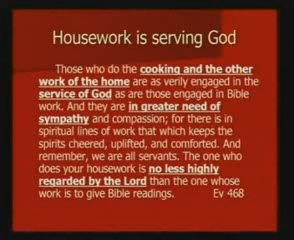 Housework is serving God
Those who do the cooking and the other
work of the home are as verily engaged in the
service of God as are those engaged in Bible
work. And they are in greater need of
sympathy and compassion; for there is in
spiritual lines of work that which keeps the
spirits cheered, uplifted, and comforted. And
remember, we are all servants. The one who
does your housework is no less highly
regarded by the Lord than the one whose
work is to give Bible readings. Ev 468